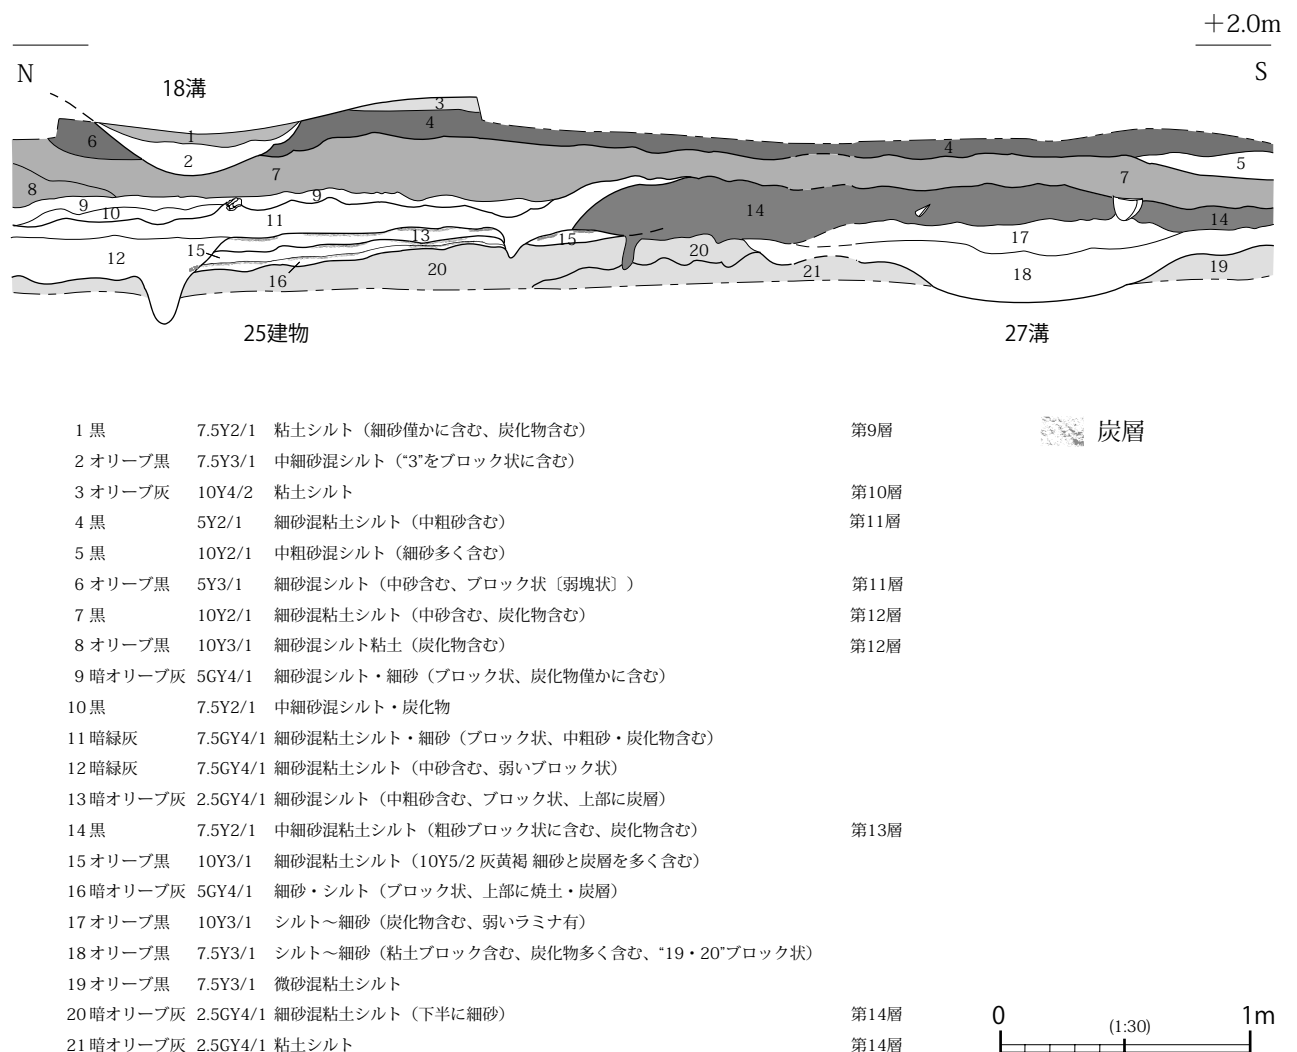 +2.0m
N
S
18溝
3
4
1
6
2
4
5
7
7
8
9
9
10
11
14
14
13
15
15
17
12
20
20
21
18
19
16
25建物
27溝
1 黒 7.5Y2/1 粘土シルト（細砂僅かに含む、炭化物含む） 第9層
炭層
2 オリーブ黒 7.5Y3/1 中細砂混シルト（“3”をブロック状に含む）
3 オリーブ灰 10Y4/2 粘土シルト 第10層
4 黒 5Y2/1 細砂混粘土シルト（中粗砂含む） 第11層
5 黒 10Y2/1 中粗砂混シルト（細砂多く含む）
6 オリーブ黒 5Y3/1 細砂混シルト（中砂含む、ブロック状〔弱塊状〕） 第11層
7 黒 10Y2/1 細砂混粘土シルト（中砂含む、炭化物含む） 第12層
8 オリーブ黒 10Y3/1 細砂混シルト粘土（炭化物含む） 第12層
9 暗オリーブ灰 5GY4/1 細砂混シルト・細砂（ブロック状、炭化物僅かに含む）
10 黒 7.5Y2/1 中細砂混シルト・炭化物
11 暗緑灰 7.5GY4/1 細砂混粘土シルト・細砂（ブロック状、中粗砂・炭化物含む）
12 暗緑灰 7.5GY4/1 細砂混粘土シルト（中砂含む、弱いブロック状）
13 暗オリーブ灰 2.5GY4/1 細砂混シルト（中粗砂含む、ブロック状、上部に炭層）
14 黒 7.5Y2/1 中細砂混粘土シルト（粗砂ブロック状に含む、炭化物含む） 第13層
15 オリーブ黒 10Y3/1 細砂混粘土シルト（10Y5/2 灰黄褐 細砂と炭層を多く含む）
16 暗オリーブ灰 5GY4/1 細砂・シルト（ブロック状、上部に焼土・炭層）
17 オリーブ黒 10Y3/1 シルト～細砂（炭化物含む、弱いラミナ有）
18 オリーブ黒 7.5Y3/1 シルト～細砂（粘土ブロック含む、炭化物多く含む、“19・20”ブロック状）
19 オリーブ黒 7.5Y3/1 微砂混粘土シルト
20 暗オリーブ灰 2.5GY4/1 細砂混粘土シルト（下半に細砂） 第14層
21 暗オリーブ灰 2.5GY4/1 粘土シルト 第14層
0 (1:30) 1m